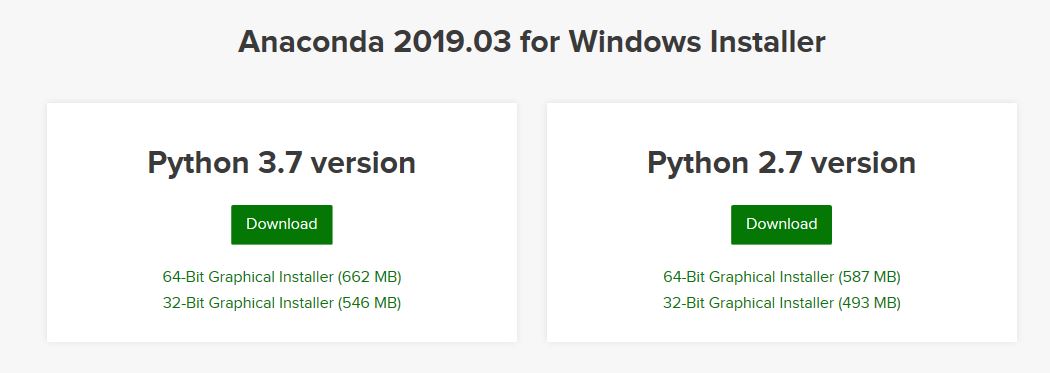 Anaconda 2019.03 for Windows Installer
Python 3.7 version
Download
64-Bit Graphical Installer (662 MB)
32-Bit Graphical Installer (546 MB)
Python 2.7 version
Download
64-Bit Graphical Installer (587 MB)
32-Bit Graphical Installer (493 MB)